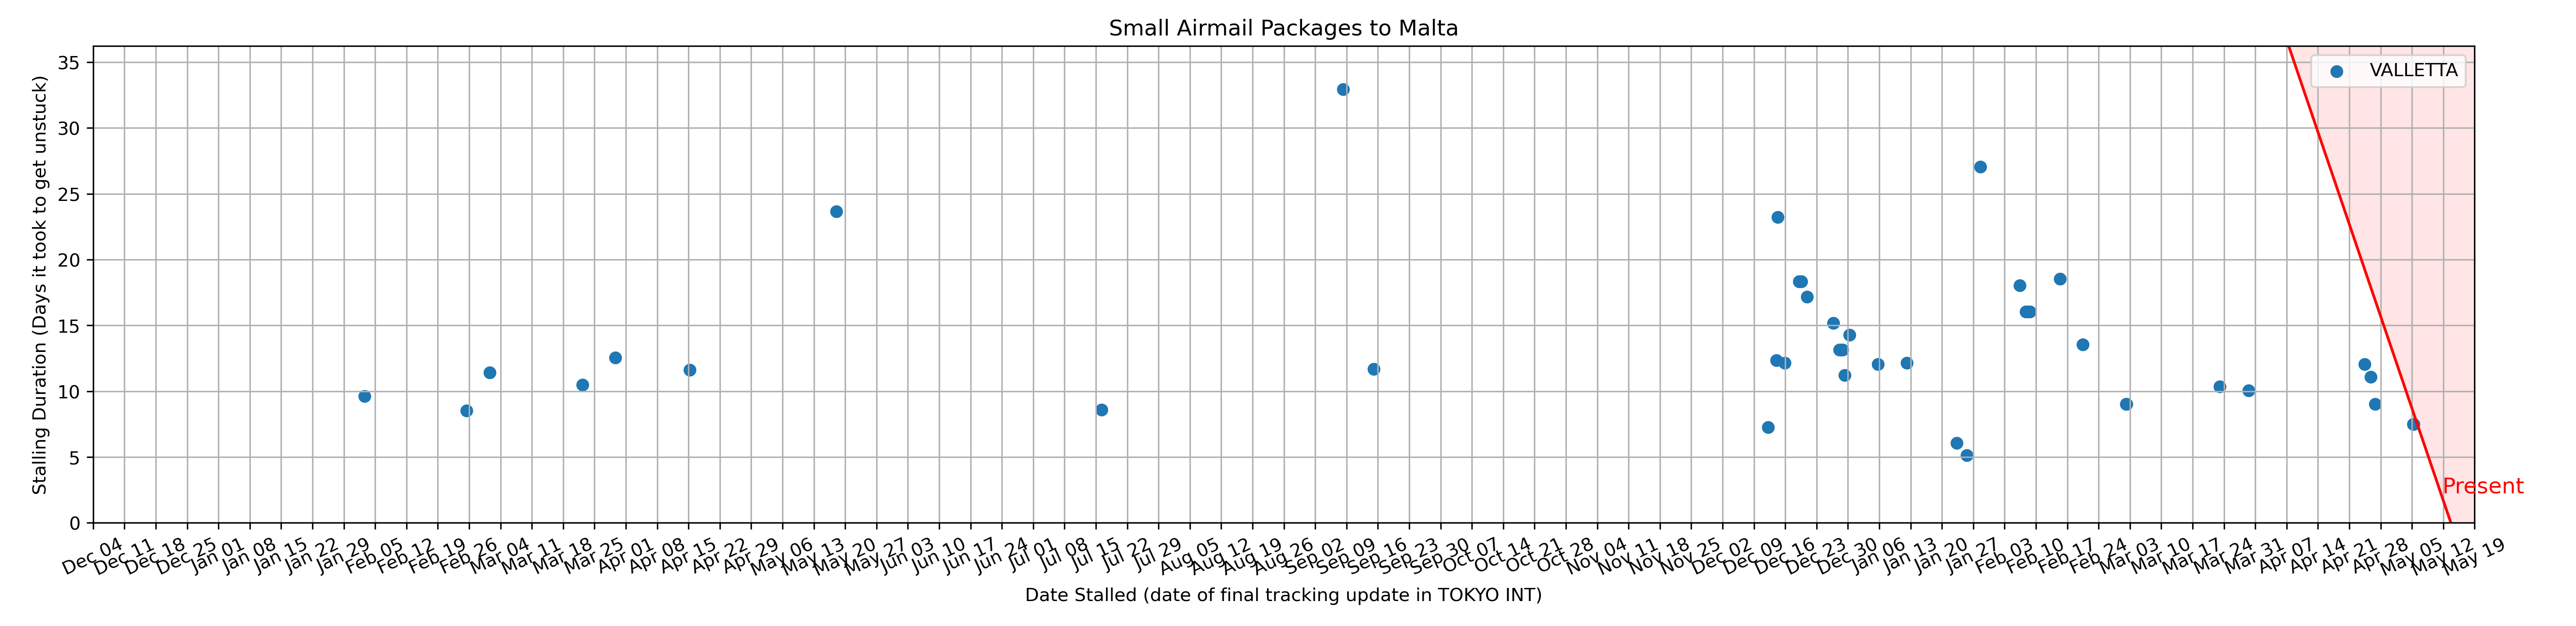 Small Airmail Packages to Malta
Stalling Duration (Days it took to get unstuck)
35
30
25
20
15
10
5
0
VALLETTA
Present
Dec 04
Dec 11
Dec 18
Dec 25
Jan 01
Jan 08
Jan 15
Jan 22
Jan 29
Feb 05
Feb 12
Feb 19
Feb 26
Mar 04
Mar 11
Mar 18
Mar 25
Apr 01
Apr 08
Apr 15
Apr 22
Apr 29
May 06
May 13
May 20
May 27
Jun 03
Jun 10
Jun 17
Jun 24
Jul 01
Jul 08
Jul 15
Jul 22
Jul 29
Aug 05
Aug 12
Aug 19
Aug 26
Sep 02
Sep 09
Sep 16
Sep 23
Sep 30
Oct 07
Oct 14
Oct 21
Oct 28
Nov 04
Nov 11
Nov 18
Nov 25
Dec 02
Dec 09
Dec 16
Dec 23
Dec 30
Jan 06
Jan 13
Jan 20
Jan 27
Feb 03
Feb 10
Feb 17
Feb 24
Mar 03
Mar 10
Mar 17
Mar 24
Mar 31
Apr 07
Apr 14
Apr 21
Apr 28
May 05
May 12
May 19
Date Stalled (date of final tracking update in TOKYO INT)